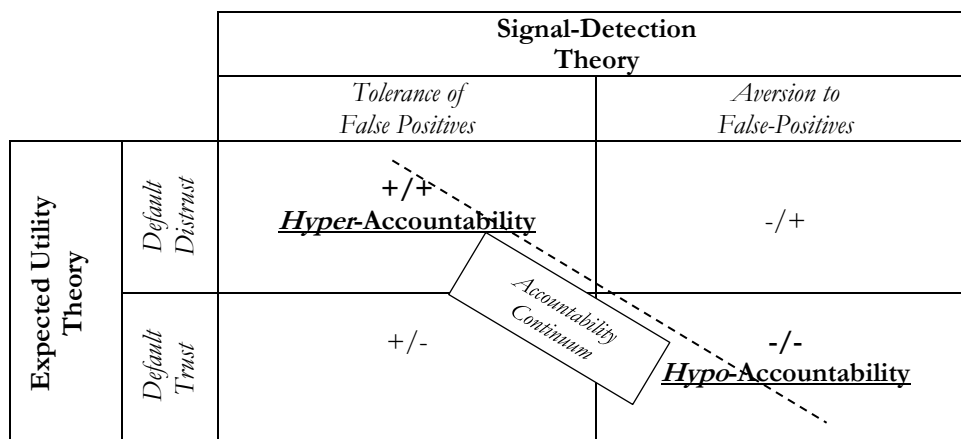 Signal-Detection
Theory
Tolerance of
False Positives
Aversion to
False-Positives
Expected Utility
Theory
Default
Distrust
+/+
Hyper-Accountability
-/+
Default
Trust
+/-
Accountability
Continuum
-/-
Hypo-Accountability